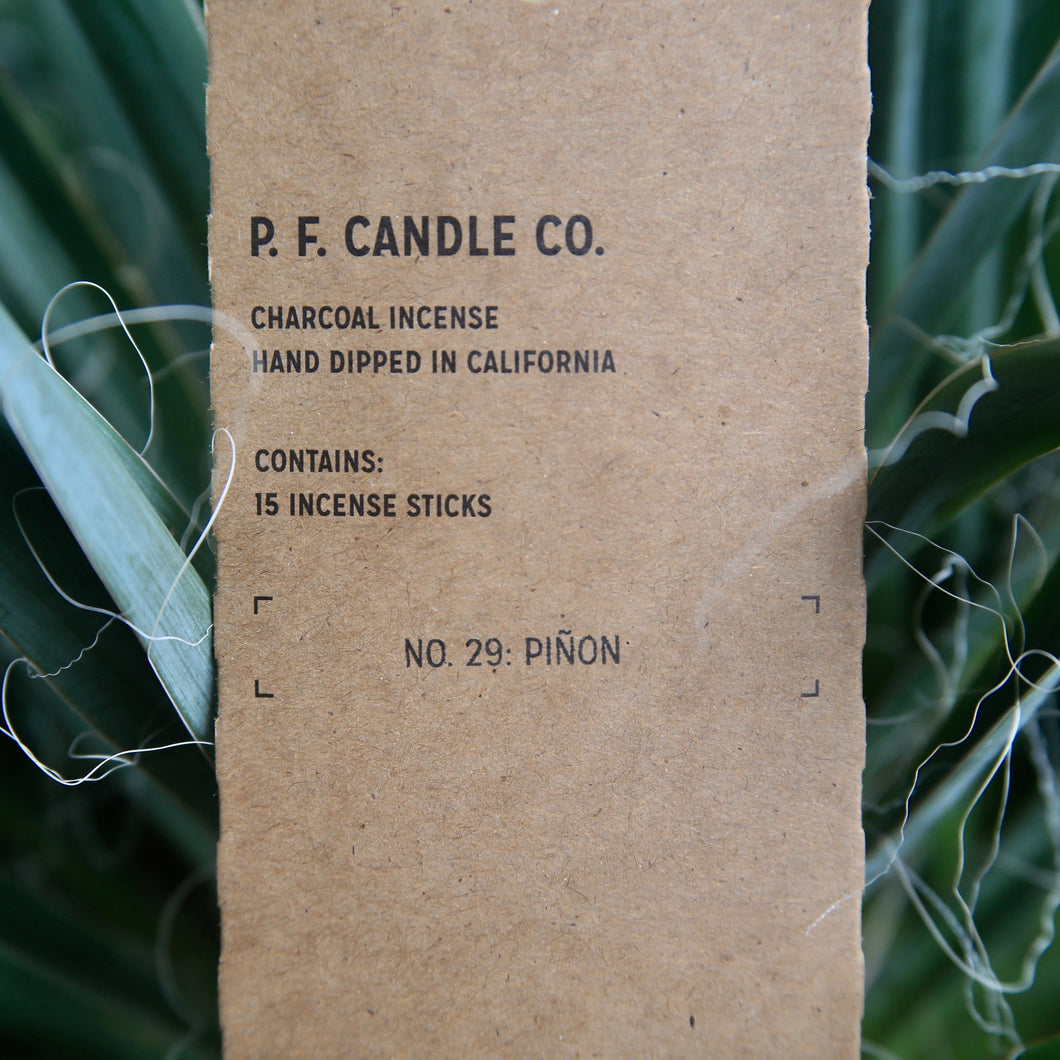 P. F. CANDLE CO.
CHARCOAL INCENSE
HAND DIPPED IN CALIFORNIA
CONTAINS:
15 INCENSE STICKS
NO. 29: PIÑON